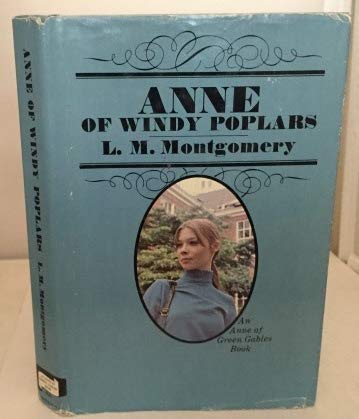 ANNE
OF WINDY POPLARS
L. M. Montgomery
An
Anne of
Green Gables
Book
ANNE OF WINDY POPLARS L. M. Montgomery